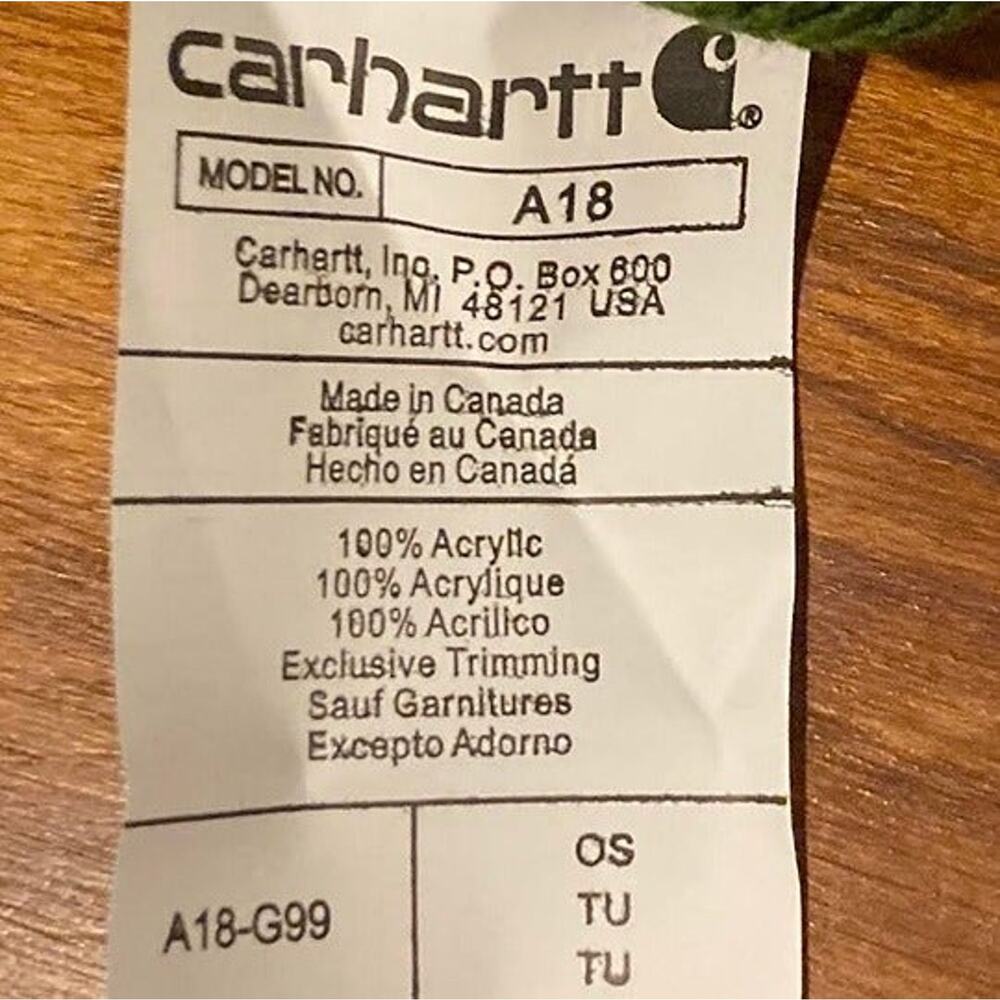 carhartt ®
MODEL NO. A18
Carhartt, Inc. P.O. Box 600
Dearborn, MI 48121 USA
carhartt.com
Made in Canada
Fabriqué au Canada
Hecho en Canadá
100% Acrylic
100% Acrylique
100% Acrilico
Exclusive Trimming
Sauf Garnitures
Excepto Adorno
A18-G99
OS
TU
TU